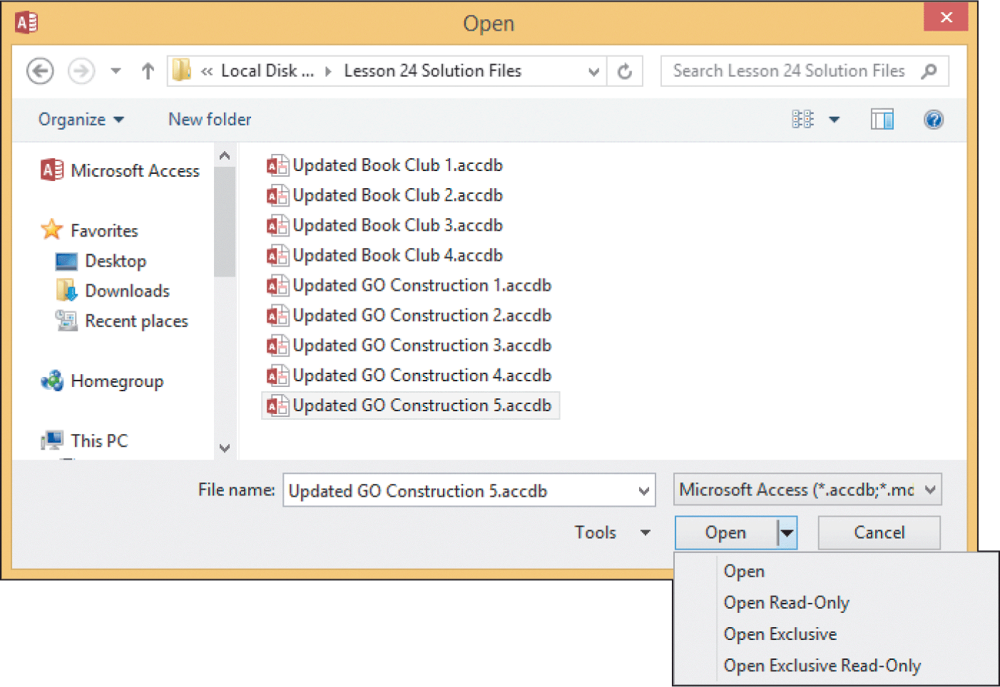 Open
Local Disk ... Lesson 24 Solution Files
Search Lesson 24 Solution Files
Organize New folder
Microsoft Access
Favorites
Desktop
Downloads
Recent places
Homegroup
This PC
Updated Book Club 1.accdb
Updated Book Club 2.accdb
Updated Book Club 3.accdb
Updated Book Club 4.accdb
Updated GO Construction 1.accdb
Updated GO Construction 2.accdb
Updated GO Construction 3.accdb
Updated GO Construction 4.accdb
Updated GO Construction 5.accdb
File name: Updated GO Construction 5.accdb Microsoft Access (*.accdb;*.md
Tools Open Cancel
Open
Open Read-Only
Open Exclusive
Open Exclusive Read-Only